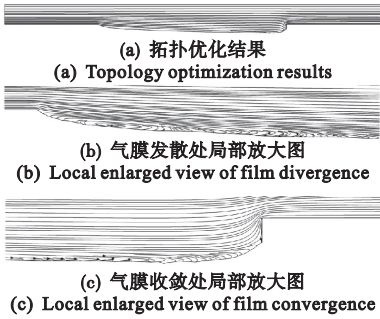 (a) 拓扑优化结果
(a) Topology optimization results
(b) 气膜发散处局部放大图
(b) Local enlarged view of film divergence
(c) 气膜收敛处局部放大图
(c) Local enlarged view of film convergence